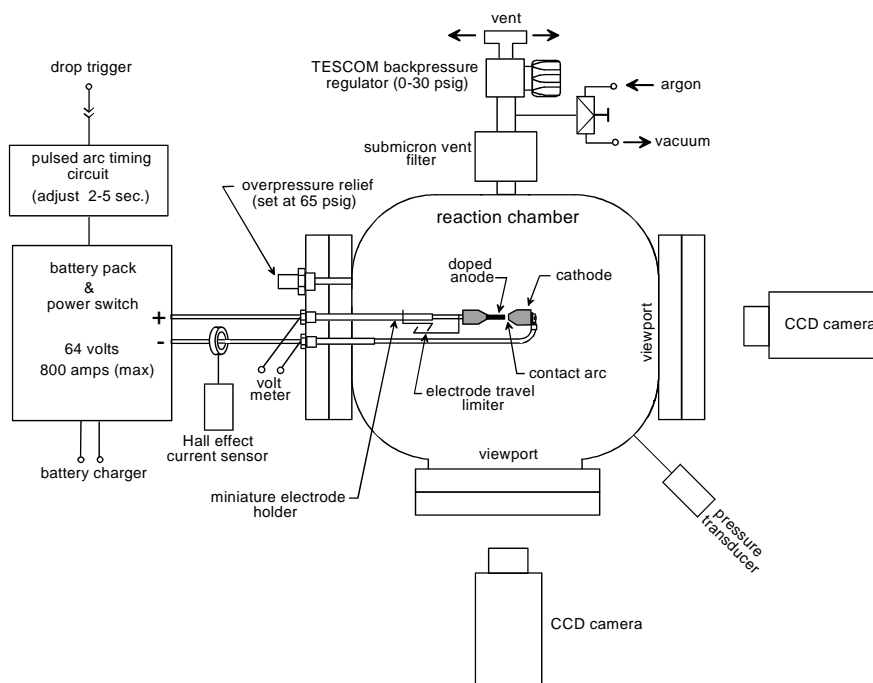 vent
TESCOM backpressure
regulator (0-30 psig)
argon
vacuum
submicron vent
filter
drop trigger
pulsed arc timing
circuit
(adjust 2-5 sec.)
overpressure relief
(set at 65 psig)
reaction chamber
battery pack
&
power switch
+
-
64 volts
800 amps (max)
doped
anode
cathode
viewport
CCD camera
volt
meter
contact arc
electrode travel
limiter
Hall effect
current sensor
battery charger
miniature electrode
holder
viewport
pressure
transducer
CCD camera